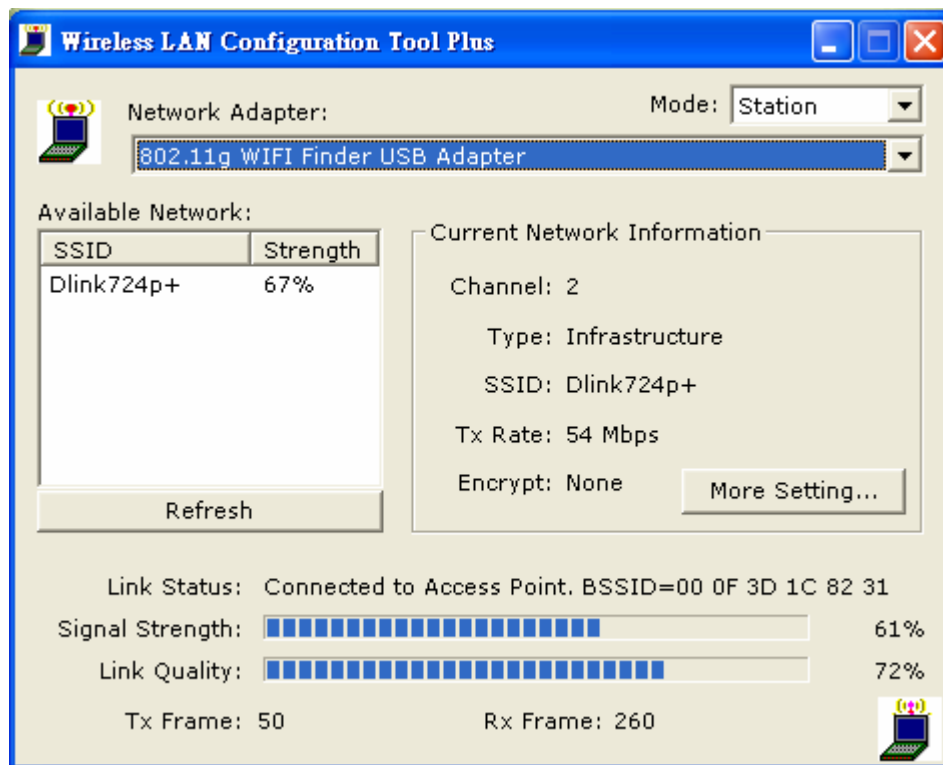 Wireless LAN Configuration Tool Plus
Network Adapter:
Mode: Station
802.11g WIFI Finder USB Adapter
Available Network:
SSID Strength
Dlink724p+ 67%
Refresh
Current Network Information
Channel: 2
Type: Infrastructure
SSID: Dlink724p+
Tx Rate: 54 Mbps
Encrypt: None
More Setting...
Link Status: Connected to Access Point. BSSID=00 0F 3D 1C 82 31
Signal Strength: 61%
Link Quality: 72%
Tx Frame: 50 Rx Frame: 260